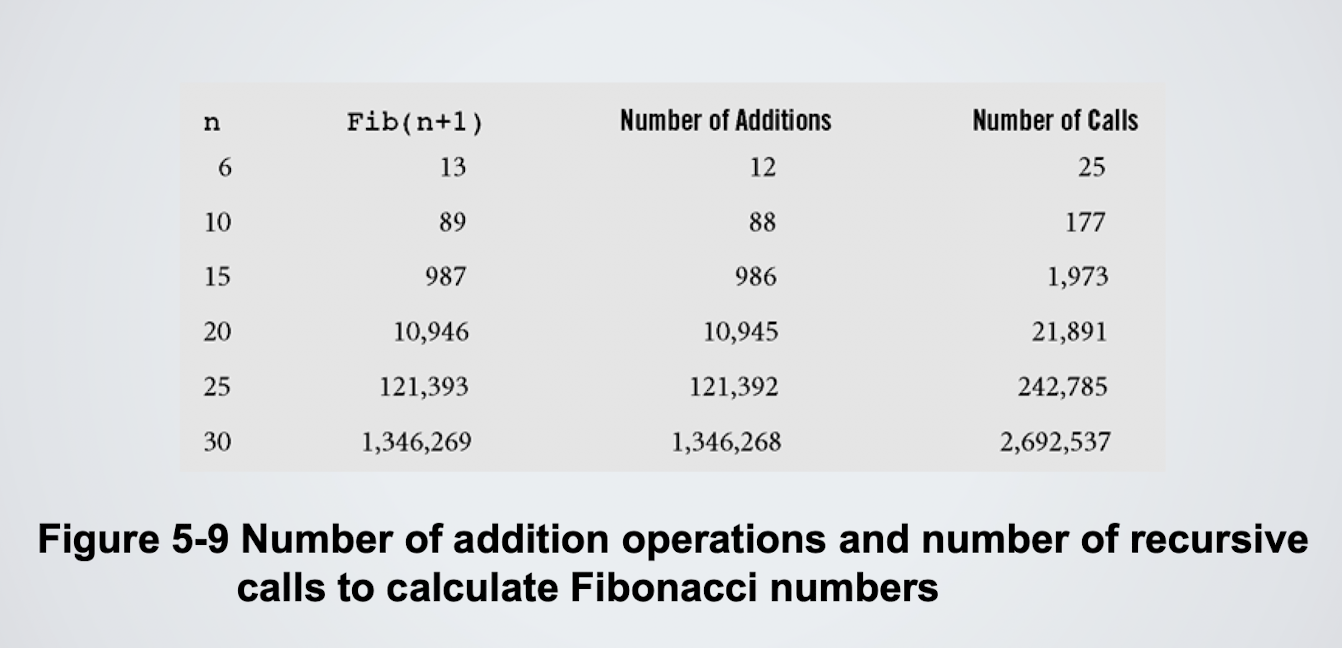 n Fib(n+1) Number of Additions Number of Calls
6 13 12 25
10 89 88 177
15 987 986 1,973
20 10,946 10,945 21,891
25 121,393 121,392 242,785
30 1,346,269 1,346,268 2,692,537
Figure 5-9 Number of addition operations and number of recursive
calls to calculate Fibonacci numbers